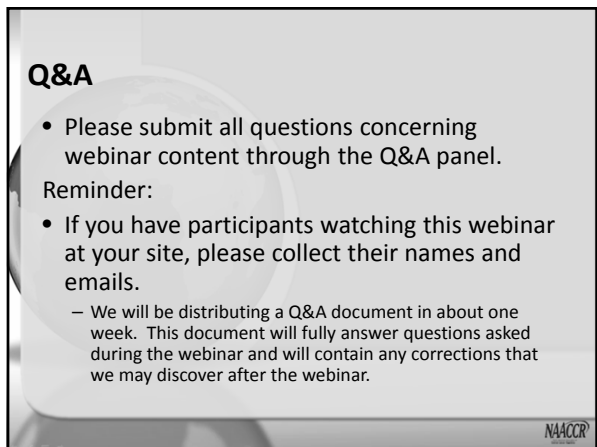 Q&A
• Please submit all questions concerning
webinar content through the Q&A panel.
Reminder:
• If you have participants watching this webinar
at your site, please collect their names and
emails.
– We will be distributing a Q&A document in about one
week.  This document will fully answer questions asked
during the webinar and will contain any corrections that
we may discover after the webinar.
NAACCR